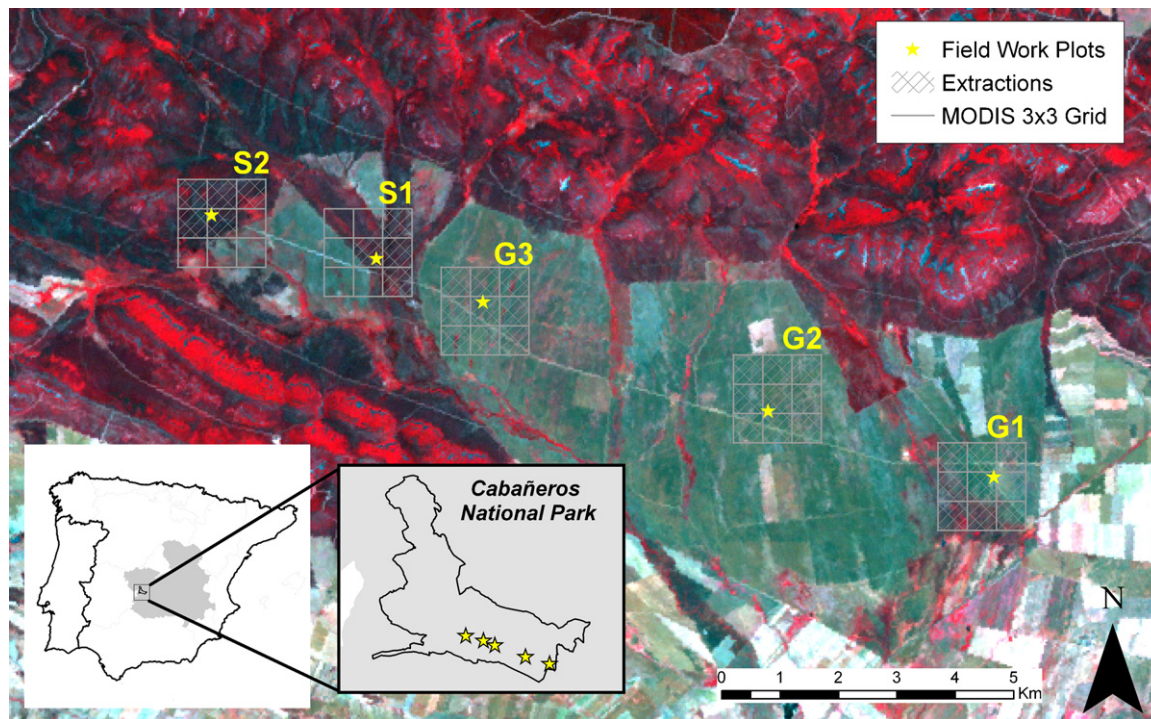 Field Work Plots
Extractions
MODIS 3x3 Grid
S2
S1
G3
G2
G1
Cabañeros
National Park
N
0 1 2 3 4 5
Km